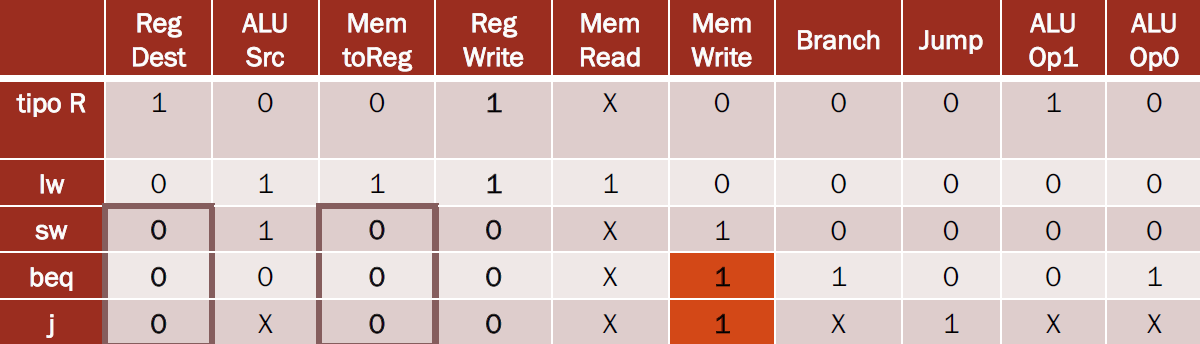 Reg Dest ALU Src Mem toReg Reg Write Mem Read Mem Write Branch Jump ALU Op1 ALU Op0
tipo R 1 0 0 1 X 0 0 0 1 0
lw 0 1 1 1 1 0 0 0 0 0
sw 0 1 0 0 X 1 0 0 0 0
beq 0 0 0 0 X 1 1 0 0 1
j 0 X 0 0 X 1 X 1 X X